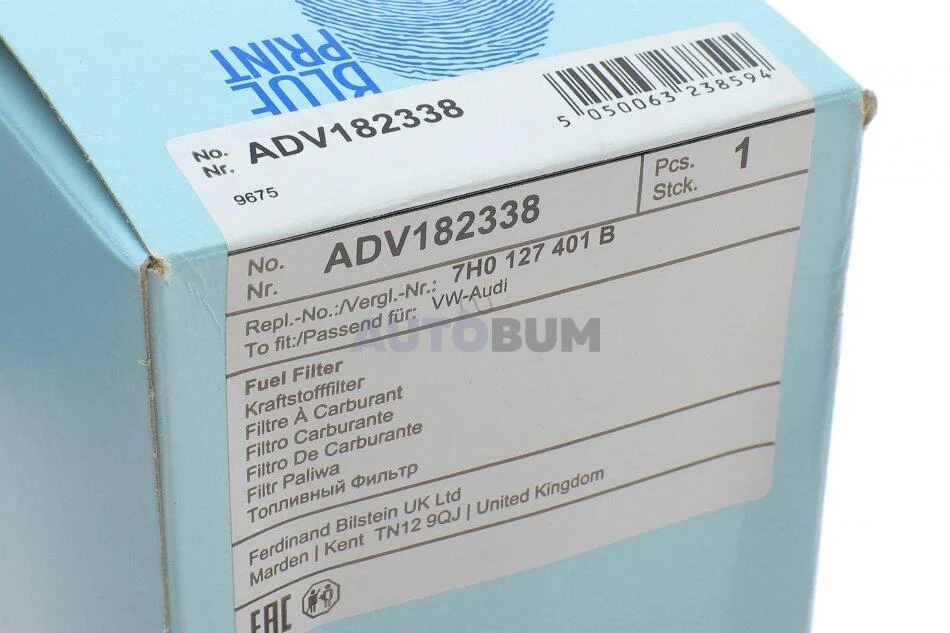 BLUE
PRINT
No.
Nr.
ADV182338
5 050063 238594
9675
No.
Nr.
ADV182338
Pcs.
Stck.
1
Repl.-No.:/Vergl.-Nr.: 7H0 127 401 B
To fit:/Passend für: VW-Audi
AUTOBUM
Fuel Filter
Kraftstofffilter
Filtre À Carburant
Filtro Carburante
Filtro De Carburante
Filtr Paliwa
Топливный Фильтр
Ferdinand Bilstein UK Ltd
Marden | Kent TN12 9QJ | United Kingdom
EAC